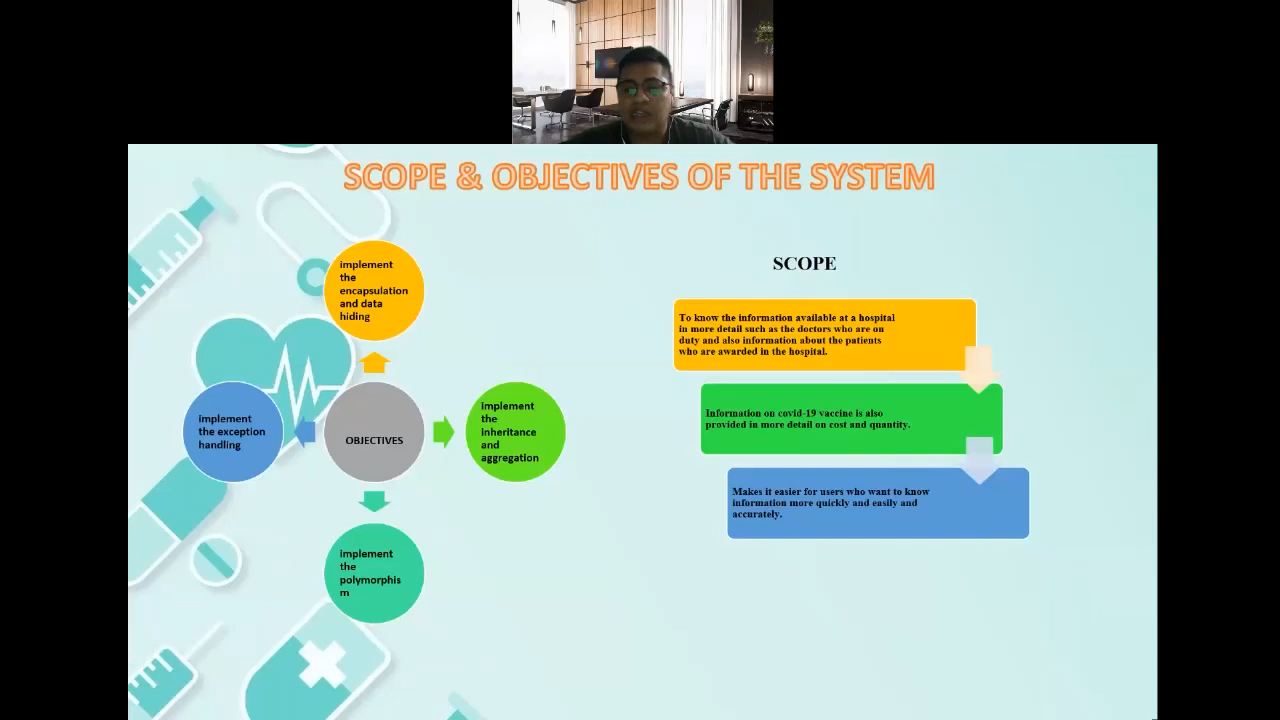 SCOPE & OBJECTIVES OF THE SYSTEM
implement
the
encapsulation
and data
hiding
implement
the exception
handling
OBJECTIVES
implement
the
inheritance
and
aggregation
implement
the
polymorphis
m
SCOPE
To know the information available at a hospital
in more detail such as the doctors who are on
duty and also information about the patients
who are awarded in the hospital.
Information on covid-19 vaccine is also
provided in more detail on cost and quantity.
Makes it easier for users who want to know
information more quickly and easily and
accurately.